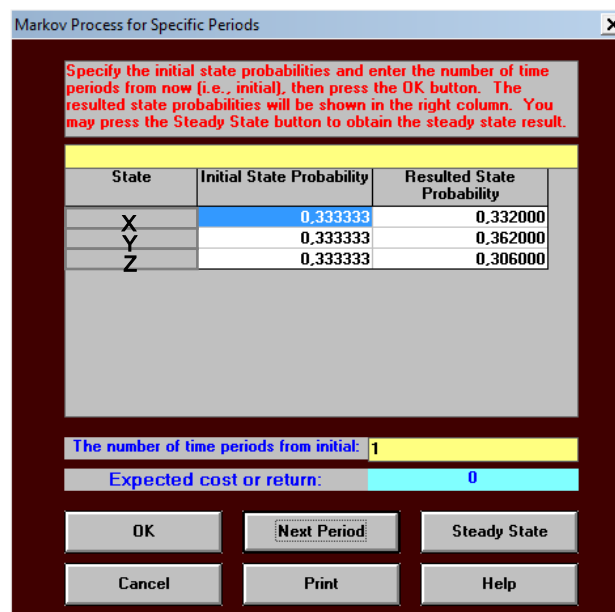 Markov Process for Specific Periods
Specify the initial state probabilities and enter the number of time
periods from now (i.e., initial), then press the OK button. The
resulted state probabilities will be shown in the right column. You
may press the Steady State button to obtain the steady state result.
State Initial State Probability Resulted State Probability
X 0,333333 0,332000
Y 0,333333 0,362000
Z 0,333333 0,306000
The number of time periods from initial: 1
Expected cost or return: 0
OK Next Period Steady State
Cancel Print Help